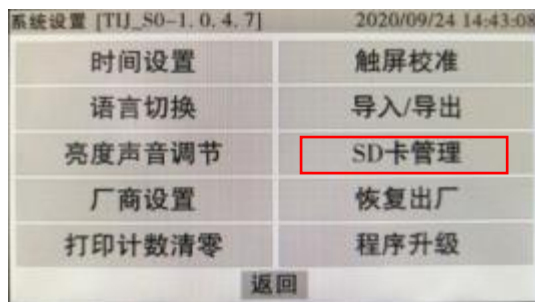 系统设置 [TIJ_S0-1.0.4.7] 2020/09/24 14:43:08
时间设置 触屏校准
语言切换 导入/导出
亮度声音调节 SD卡管理
厂商设置 恢复出厂
打印计数清零 程序升级
返回